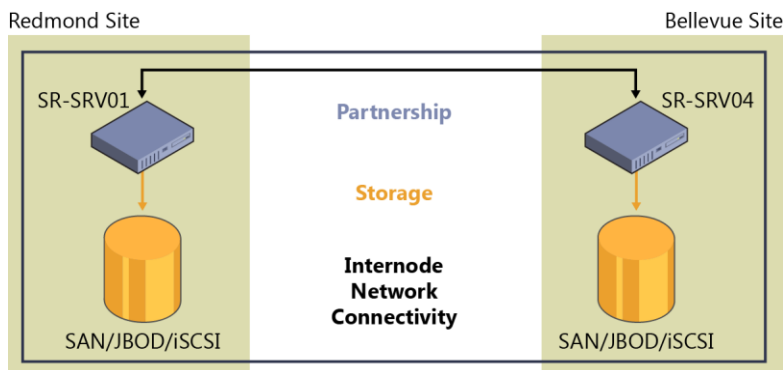 Redmond Site
Bellevue Site
SR-SRV01
SR-SRV04
Partnership
Storage
Internode
Network
Connectivity
SAN/JBOD/iSCSI
SAN/JBOD/iSCSI